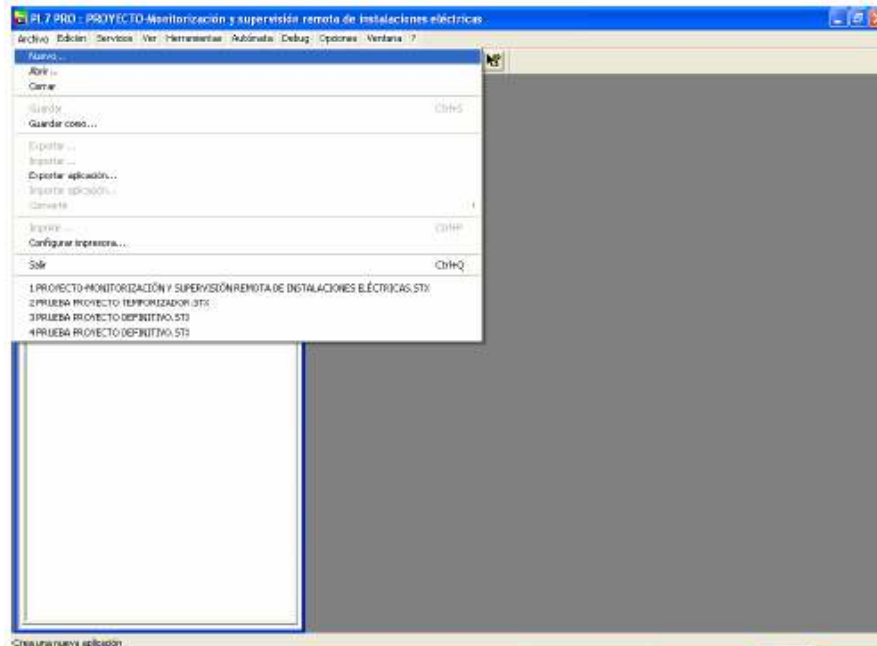 PL7 PRO : PROYECTO-Monitorización y supervisión remota de instalaciones eléctricas
Archivo Edición Servicios Ver Herramientas Autómata Debug Opciones Ventana ?
Nuevo...
Abrir ...
Cerrar
Guardar Ctrl+S
Guardar como...
Exportar ...
Importar ...
Exportar aplicación...
Importar aplicación...
Convertir
Imprimir ... Ctrl+P
Configurar impresora...
Salir Ctrl+Q
1 PROYECTO-MONITORIZACIÓN Y SUPERVISIÓN REMOTA DE INSTALACIONES ELÉCTRICAS.STX
2 PRUEBA PROYECTO TEMPORIZADOR.STX
3 PRUEBA PROYECTO DEFINITIVO.STX
4 PRUEBA PROYECTO DEFINITIVO.STX
Crea una nueva aplicación